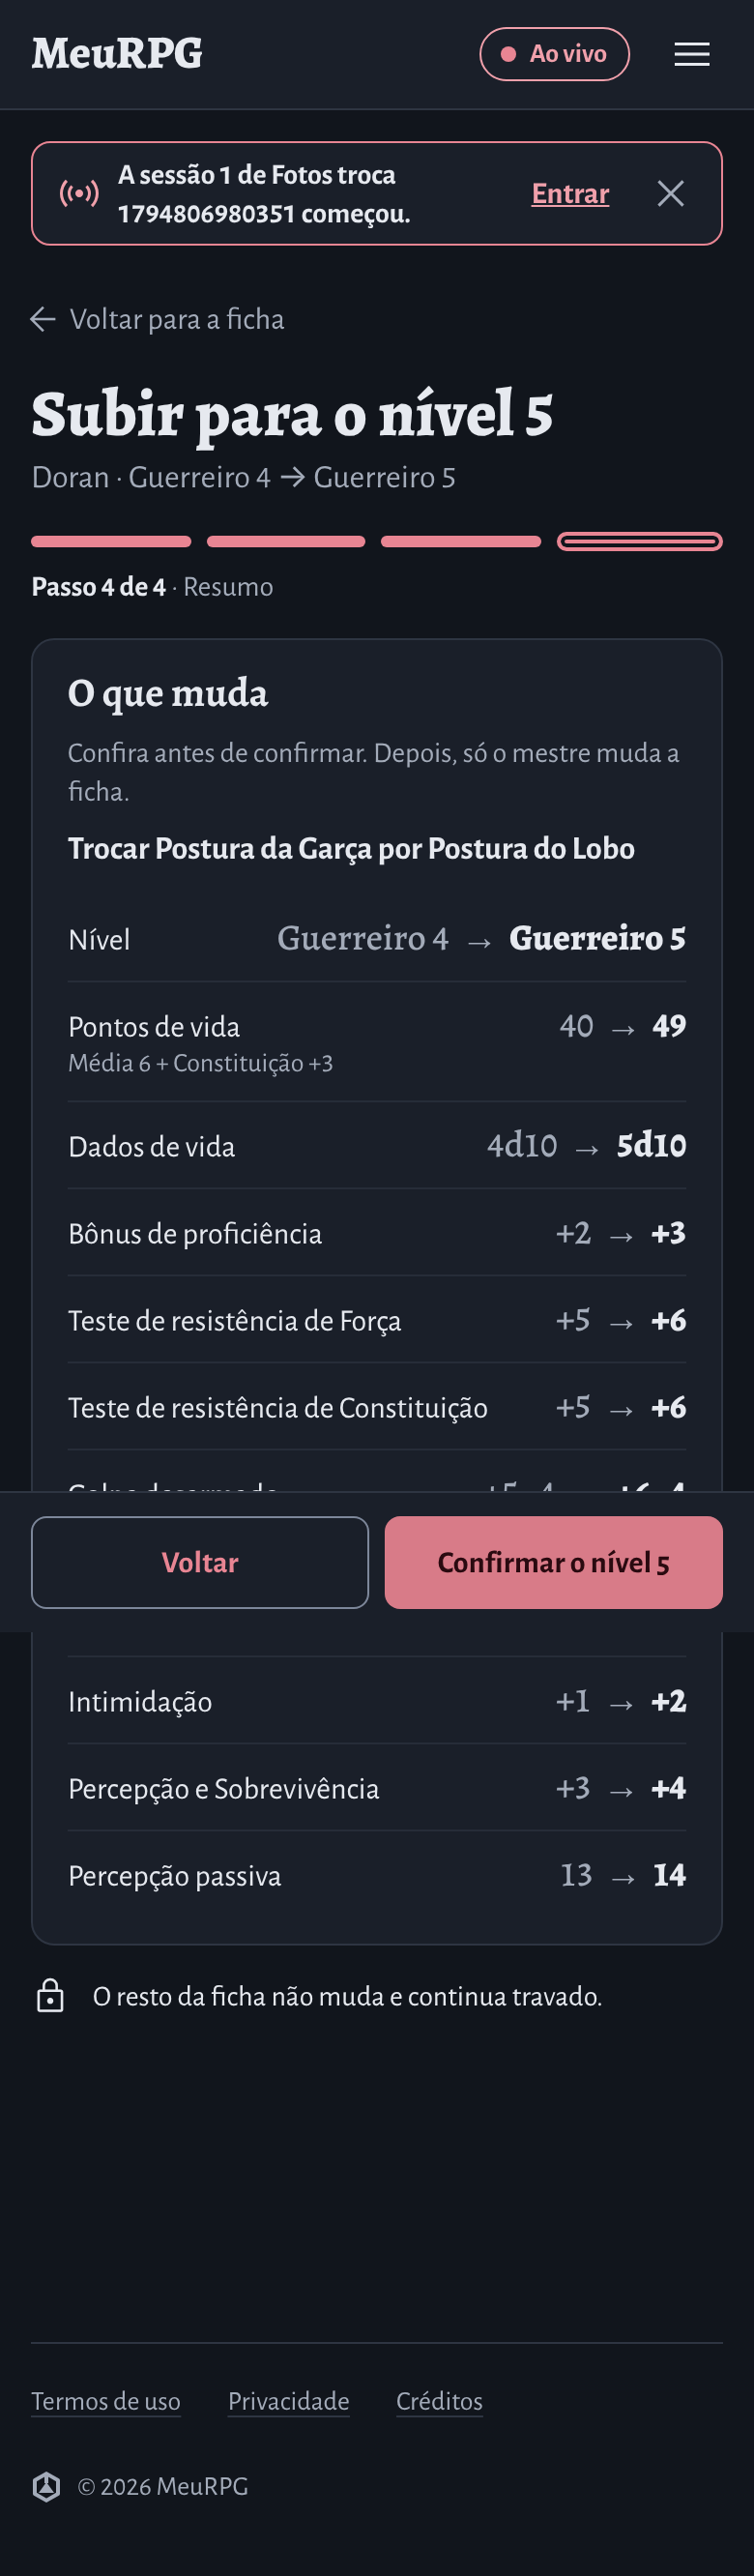 MeuRPG
Ao vivo
A sessão 1 de Fotos troca
1794806980351 começou.
Entrar
Voltar para a ficha
Subir para o nível 5
Doran · Guerreiro 4 → Guerreiro 5
Passo 4 de 4 · Resumo
O que muda
Confira antes de confirmar. Depois, só o mestre muda a
ficha.
Trocar Postura da Garça por Postura do Lobo
Nível Guerreiro 4 → Guerreiro 5
Pontos de vida 40 → 49
Média 6 + Constituição +3
Dados de vida 4d10 → 5d10
Bônus de proficiência +2 → +3
Teste de resistência de Força +5 → +6
Teste de resistência de Constituição +5 → +6
Voltar
Confirmar o nível 5
Intimidação +1 → +2
Percepção e Sobrevivência +3 → +4
Percepção passiva 13 → 14
O resto da ficha não muda e continua travado.
Termos de uso Privacidade Créditos
© 2026 MeuRPG